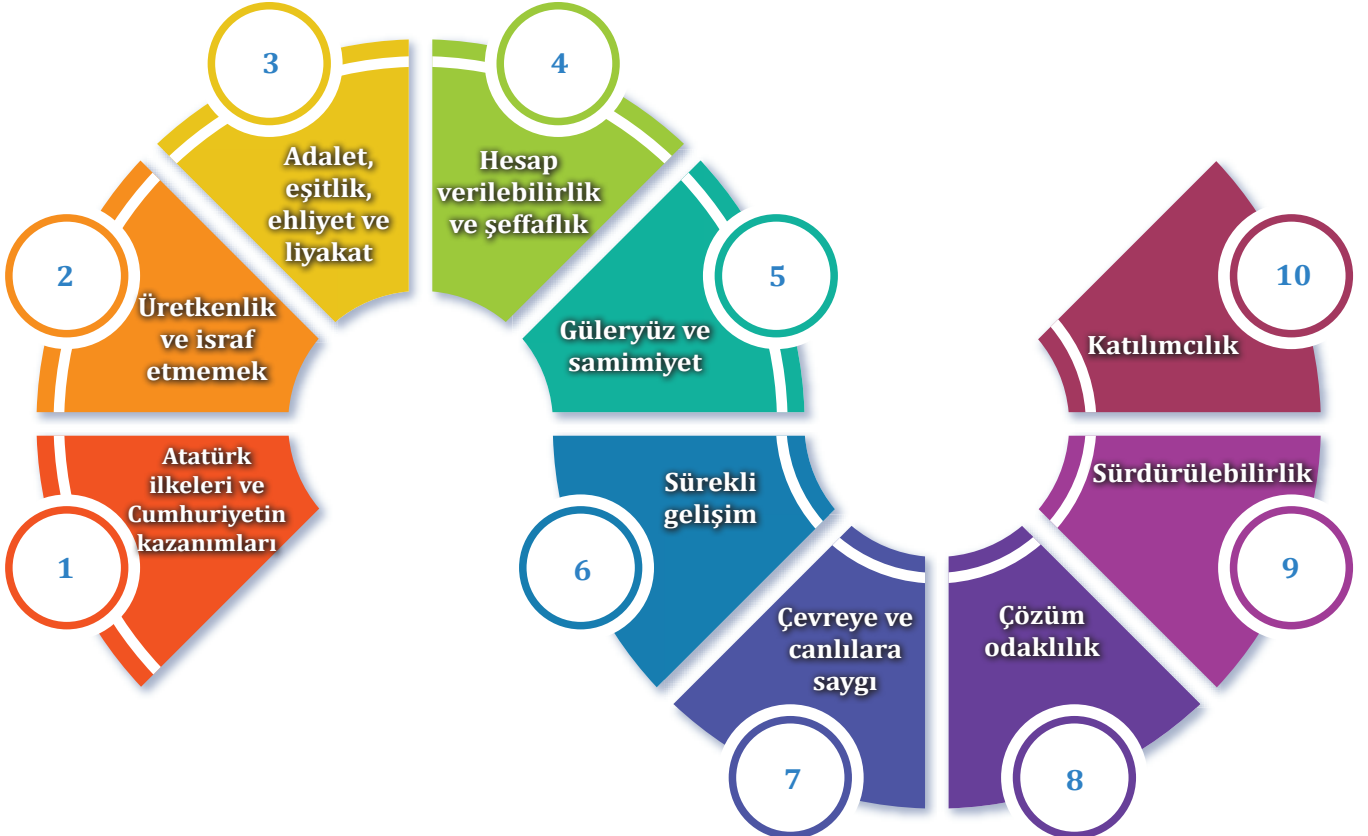 1
Atatürk
ilkeleri ve
Cumhuriyetin
kazanımları
2
Üretkenlik
ve israf
etmemek
3
Adalet,
eşitlik,
ehliyet ve
liyakat
4
Hesap
verilebilirlik
ve şeffaflık
5
Güleryüz ve
samimiyet
6
Sürekli
gelişim
7
Çevreye ve
canlılara
saygı
8
Çözüm
odaklılık
9
Sürdürülebilirlik
10
Katılımcılık